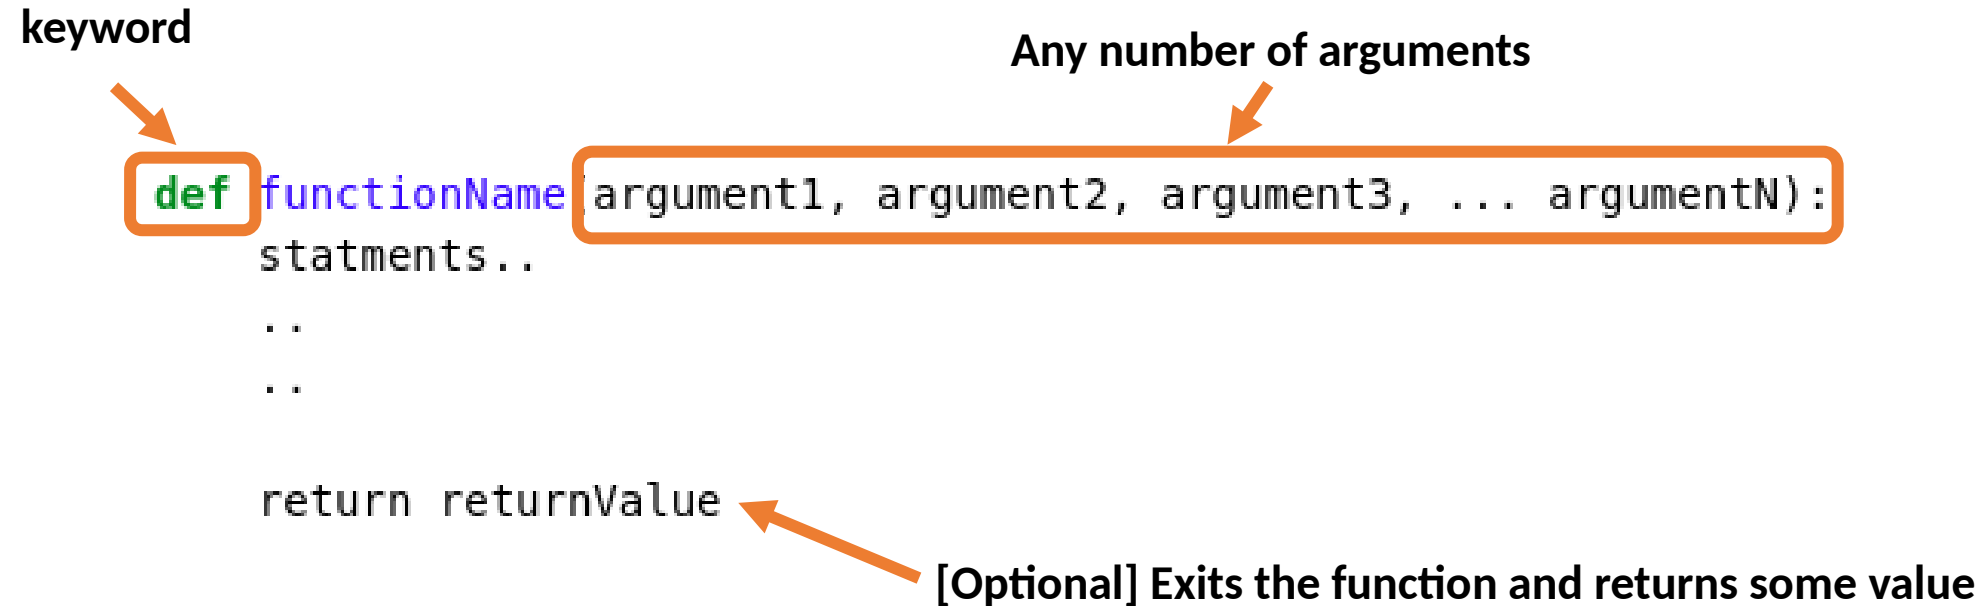 keyword
Any number of arguments
def functionName(argument1, argument2, argument3, ... argumentN):
statments..
..
..
return returnValue
[Optional] Exits the function and returns some value